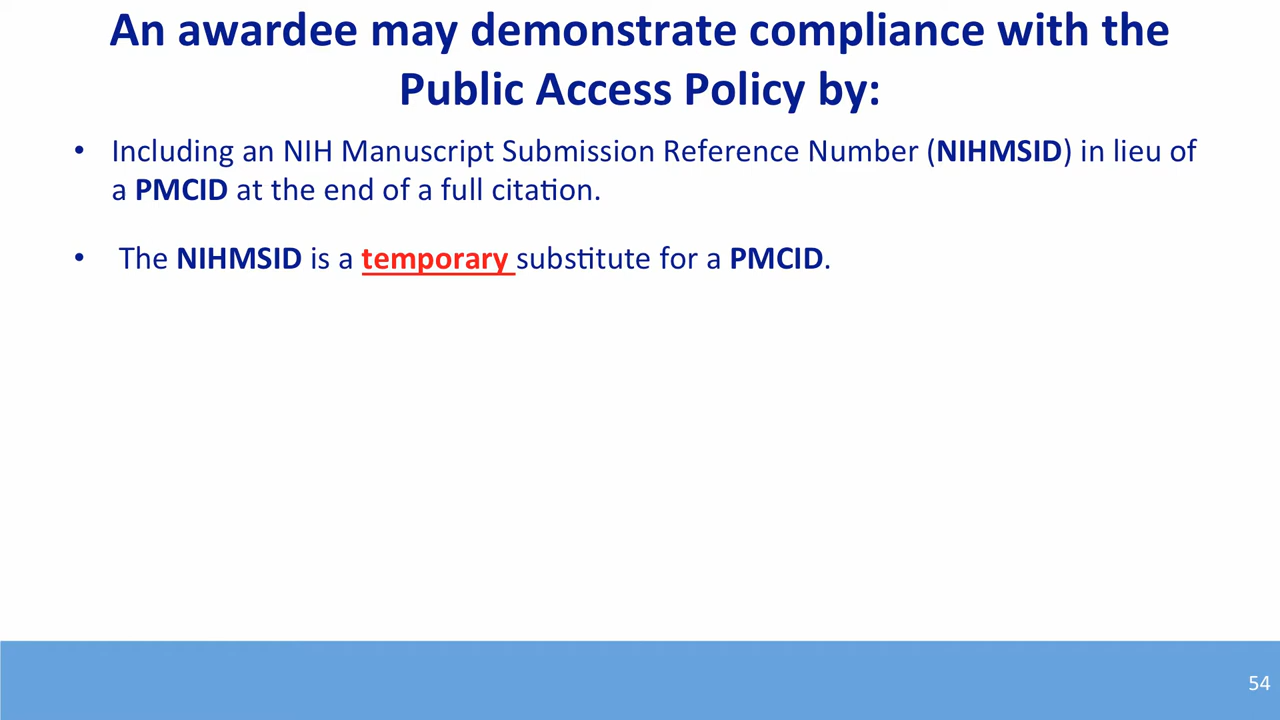 An awardee may demonstrate compliance with the
Public Access Policy by:
• Including an NIH Manuscript Submission Reference Number (NIHMSID) in lieu of
a PMCID at the end of a full citation.
• The NIHMSID is a temporary substitute for a PMCID.
54